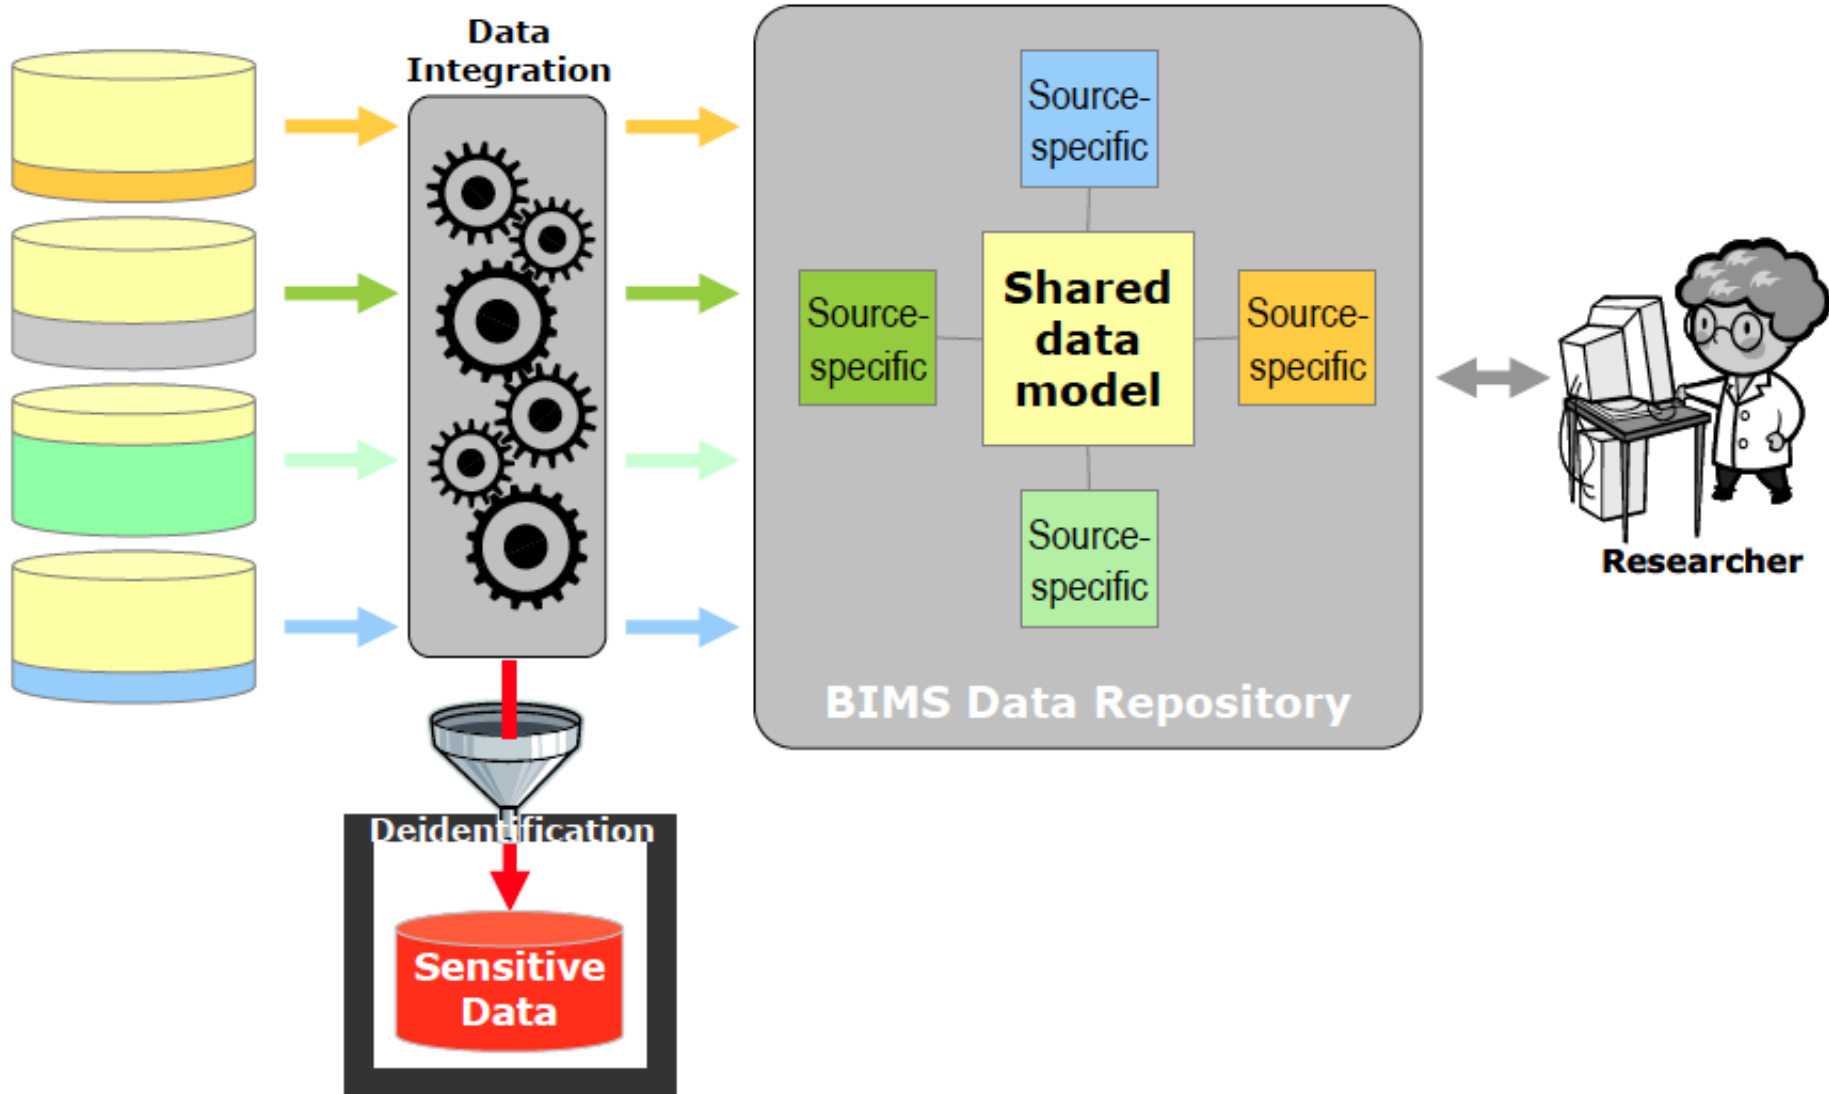 Data
Integration
Source-
specific
Source-
specific
Shared
data
model
Source-
specific
Source-
specific
BIMS Data Repository
Researcher
Deidentification
Sensitive
Data